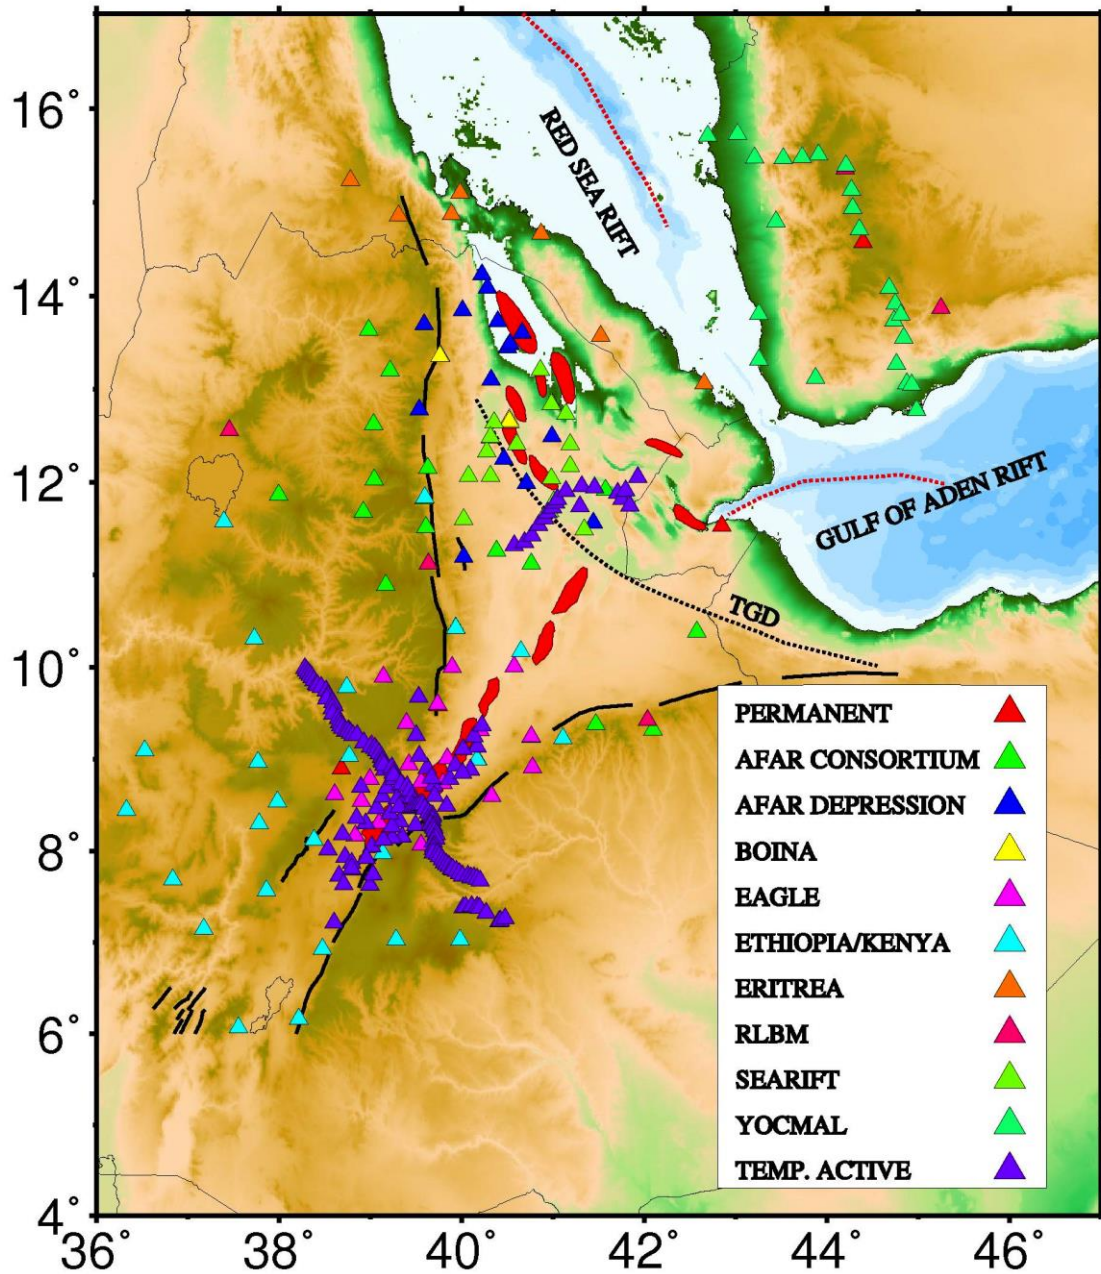 16°
14°
12°
10°
8°
6°
4°
RED SEA RIFT
GULF OF ADEN RIFT
TGD
PERMANENT
AFAR CONSORTIUM
AFAR DEPRESSION
BOINA
EAGLE
ETHIOPIA/KENYA
ERITREA
RLBM
SEARIFT
YOCMAL
TEMP. ACTIVE
36°
38°
40°
42°
44°
46°